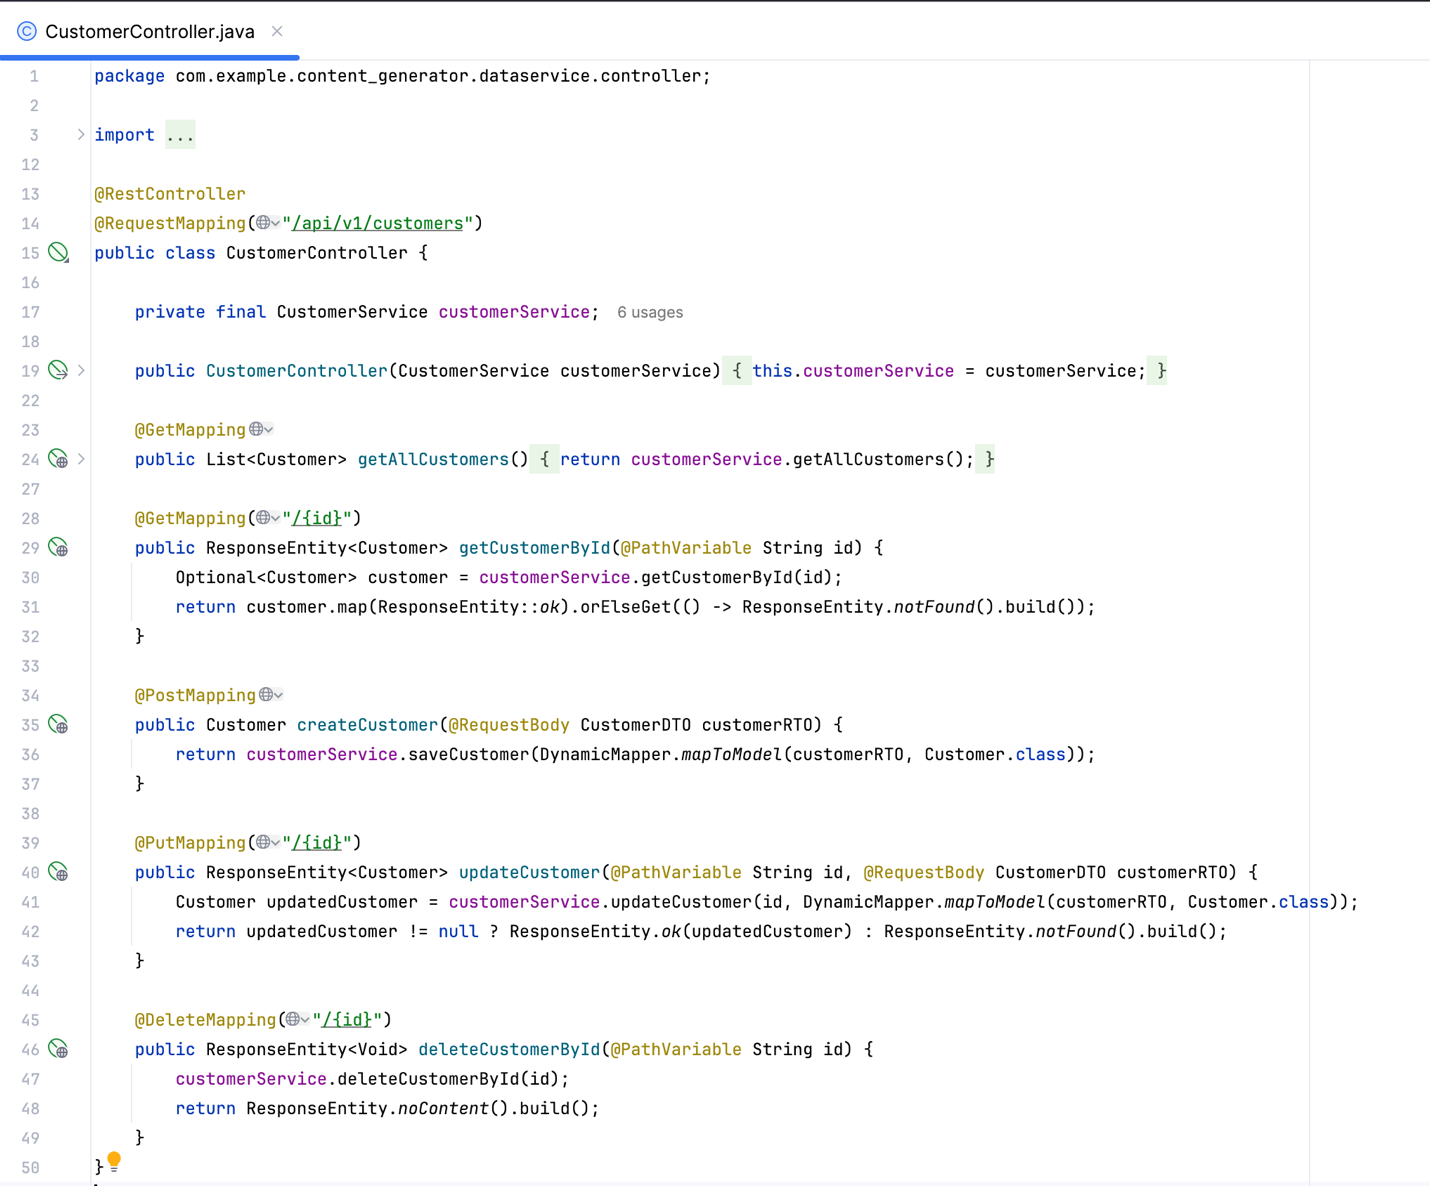 CustomerController.java
1 package com.example.content_generator.dataservice.controller;
2
3 import ...
12
13 @RestController
14 @RequestMapping("/api/v1/customers")
15 public class CustomerController {
16
17 private final CustomerService customerService; 6 usages
18
19 public CustomerController(CustomerService customerService) { this.customerService = customerService; }
22
23 @GetMapping
24 public List<Customer> getAllCustomers() { return customerService.getAllCustomers(); }
27
28 @GetMapping("/{id}")
29 public ResponseEntity<Customer> getCustomerById(@PathVariable String id) {
30 Optional<Customer> customer = customerService.getCustomerById(id);
31 return customer.map(ResponseEntity::ok).orElseGet(() -> ResponseEntity.notFound().build());
32 }
33
34 @PostMapping
35 public Customer createCustomer(@RequestBody CustomerDTO customerRTO) {
36 return customerService.saveCustomer(DynamicMapper.mapToModel(customerRTO, Customer.class));
37 }
38
39 @PutMapping("/{id}")
40 public ResponseEntity<Customer> updateCustomer(@PathVariable String id, @RequestBody CustomerDTO customerRTO) {
41 Customer updatedCustomer = customerService.updateCustomer(id, DynamicMapper.mapToModel(customerRTO, Customer.class));
42 return updatedCustomer != null ? ResponseEntity.ok(updatedCustomer) : ResponseEntity.notFound().build();
43 }
44
45 @DeleteMapping("/{id}")
46 public ResponseEntity<Void> deleteCustomerById(@PathVariable String id) {
47 customerService.deleteCustomerById(id);
48 return ResponseEntity.noContent().build();
49 }
50 }